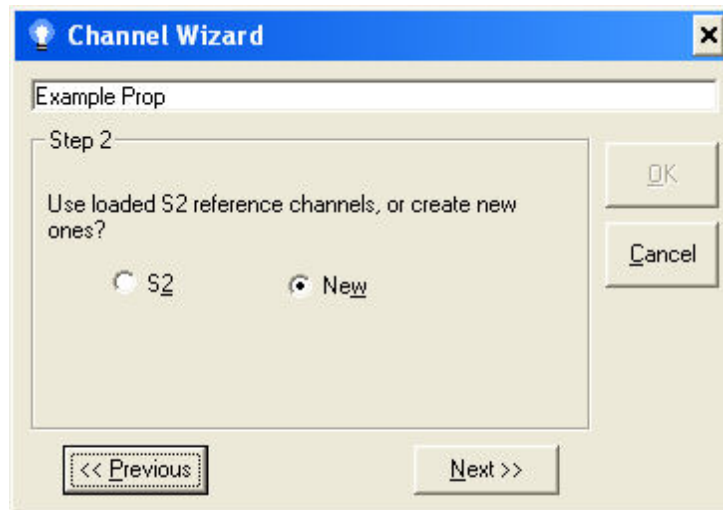 Channel Wizard
Example Prop
Step 2
Use loaded S2 reference channels, or create new
ones?
S2
New
OK
Cancel
<< Previous
Next >>